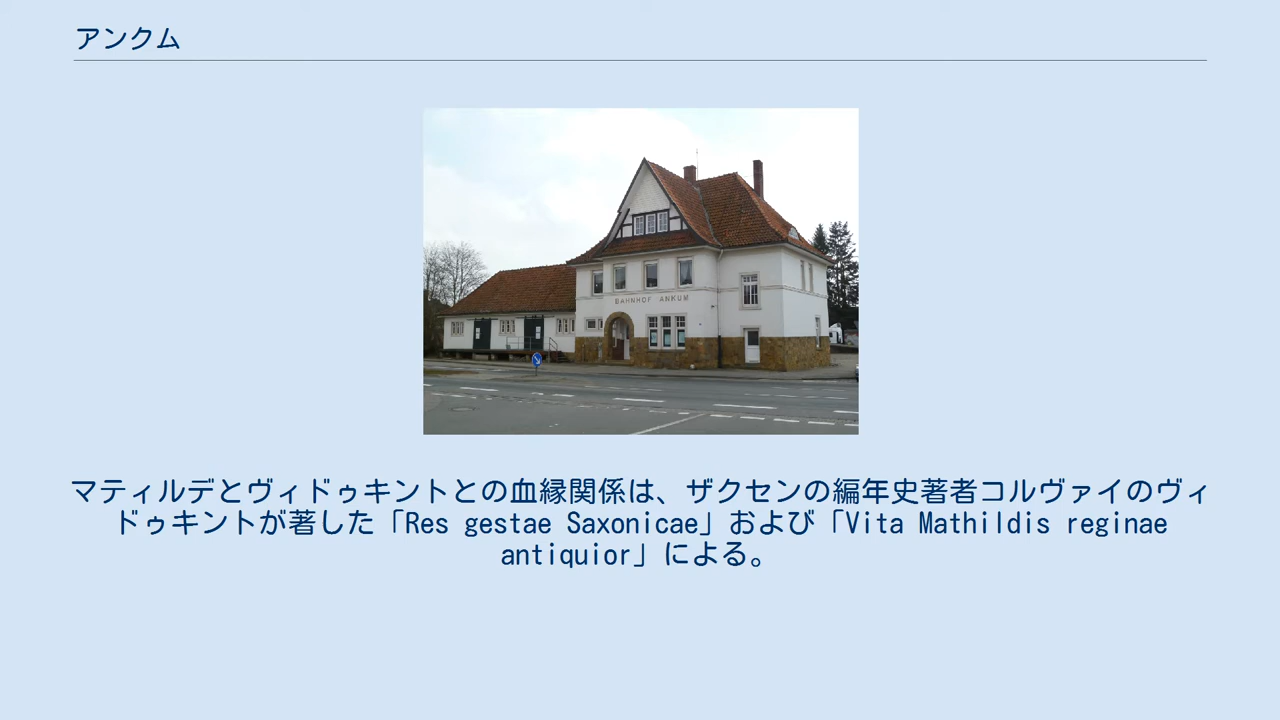 アンクム
BAHNHOF ANKUM
マティルデとヴィドゥキントとの血縁関係は、ザクセンの編年史著者コルヴァイのヴィ
ドゥキントが著した「Res gestae Saxonicae」および「Vita Mathildis reginae
antiquior」による。